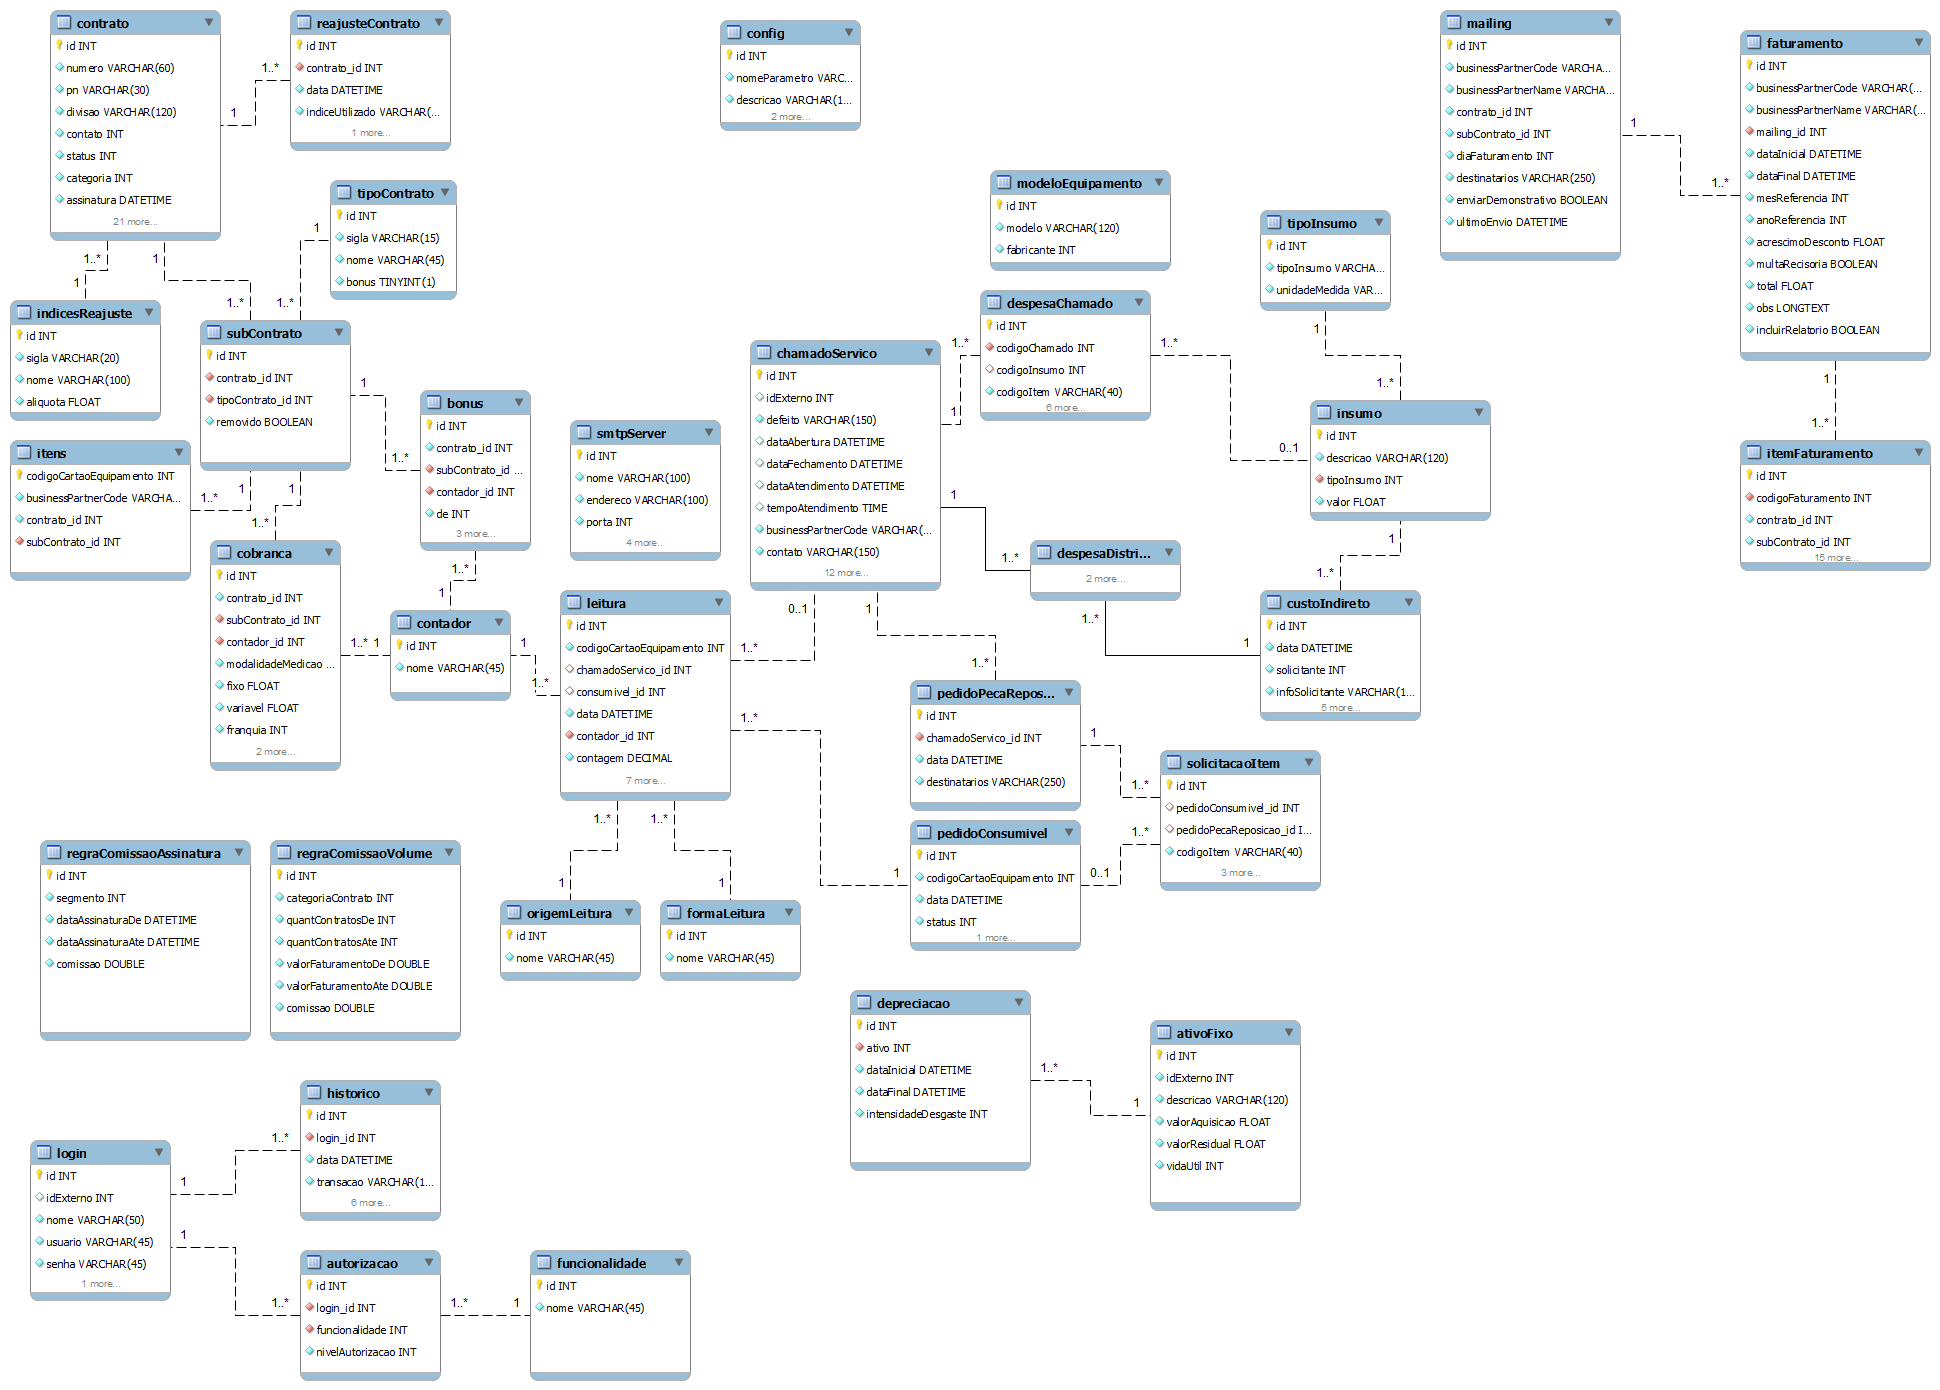 contrato
id INT
numero VARCHAR(60)
pn VARCHAR(30)
divisao VARCHAR(120)
contato INT
status INT
categoria INT
assinatura DATETIME
21 more...
reajusteContrato
id INT
contrato_id INT
data DATETIME
indiceUtilizado VARCHAR(...
1 more...
1..*
1
tipoContrato
id INT
sigla VARCHAR(15)
nome VARCHAR(45)
bonus TINYINT(1)
1
1..*
1..*
1
1
1..*
indicesReajuste
id INT
sigla VARCHAR(20)
nome VARCHAR(100)
aliquota FLOAT
subContrato
id INT
contrato_id INT
tipoContrato_id INT
removido BOOLEAN
1
1..*
bonus
id INT
contrato_id INT
subContrato_id ...
contador_id INT
de INT
3 more...
itens
codigoCartaoEquipamento INT
businessPartnerCode VARCHA...
contrato_id INT
subContrato_id INT
1..*
1
1
1..*
cobranca
id INT
contrato_id INT
subContrato_id INT
contador_id INT
modalidadeMedicao ...
fixo FLOAT
variavel FLOAT
franquia INT
2 more...
1..*
1
1..*
1
contador
id INT
nome VARCHAR(45)
1
1..*
config
id INT
nomeParametro VARC...
descricao VARCHAR(1...
2 more...
smtpServer
id INT
nome VARCHAR(100)
endereco VARCHAR(100)
porta INT
4 more...
leitura
id INT
codigoCartaoEquipamento INT
chamadoServico_id INT
consumivel_id INT
data DATETIME
contador_id INT
contagem DECIMAL
7 more...
1..*
0..1
1..*
1
1..*
1..*
1
1
origemLeitura
id INT
nome VARCHAR(45)
formaLeitura
id INT
nome VARCHAR(45)
chamadoServico
id INT
idExterno INT
defeito VARCHAR(150)
dataAbertura DATETIME
dataFechamento DATETIME
dataAtendimento DATETIME
tempoAtendimento TIME
businessPartnerCode VARCHAR(...
contato VARCHAR(150)
12 more...
1..*
1
1
1..*
1
1..*
modeloEquipamento
id INT
modelo VARCHAR(120)
fabricante INT
despesaChamado
id INT
codigoChamado INT
codigoInsumo INT
codigoItem VARCHAR(40)
6 more...
1..*
0..1
tipoInsumo
id INT
tipoInsumo VARCHA...
unidadeMedida VAR...
1
1..*
insumo
id INT
descricao VARCHAR(120)
tipoInsumo INT
valor FLOAT
1
1..*
despesaDistri...
2 more...
1..*
1
custoIndireto
id INT
data DATETIME
solicitante INT
infoSolicitante VARCHAR(1...
5 more...
pedidoPecaRepos...
id INT
chamadoServico_id INT
data DATETIME
destinatarios VARCHAR(250)
1
1..*
pedidoConsumivel
id INT
codigoCartaoEquipamento INT
data DATETIME
status INT
1 more...
1..*
0..1
solicitacaoItem
id INT
pedidoConsumivel_id INT
pedidoPecaReposicao_id I...
codigoItem VARCHAR(40)
3 more...
mailing
id INT
businessPartnerCode VARCHA...
businessPartnerName VARCHA...
contrato_id INT
subContrato_id INT
diaFaturamento INT
destinatarios VARCHAR(250)
enviarDemonstrativo BOOLEAN
ultimoEnvio DATETIME
1
1..*
faturamento
id INT
businessPartnerCode VARCHAR(...
businessPartnerName VARCHAR(...
mailing_id INT
dataInicial DATETIME
dataFinal DATETIME
mesReferencia INT
anoReferencia INT
acrescimoDesconto FLOAT
multaRecisoria BOOLEAN
total FLOAT
obs LONGTEXT
incluirRelatorio BOOLEAN
1
1..*
itemFaturamento
id INT
codigoFaturamento INT
contrato_id INT
subContrato_id INT
15 more...
regraComissaoAssinatura
id INT
segmento INT
dataAssinaturaDe DATETIME
dataAssinaturaAte DATETIME
comissao DOUBLE
regraComissaoVolume
id INT
categoriaContrato INT
quantContratosDe INT
quantContratosAte INT
valorFaturamentoDe DOUBLE
valorFaturamentoAte DOUBLE
comissao DOUBLE
depreciacao
id INT
ativo INT
dataInicial DATETIME
dataFinal DATETIME
intensidadeDesgaste INT
1..*
1
ativoFixo
id INT
idExterno INT
descricao VARCHAR(120)
valorAquisicao FLOAT
valorResidual FLOAT
vidaUtil INT
login
id INT
idExterno INT
nome VARCHAR(50)
usuario VARCHAR(45)
senha VARCHAR(45)
1 more...
1
1..*
1
1..*
historico
id INT
login_id INT
data DATETIME
transacao VARCHAR(1...
6 more...
autorizacao
id INT
login_id INT
funcionalidade INT
nivelAutorizacao INT
1..*
1
funcionalidade
id INT
nome VARCHAR(45)